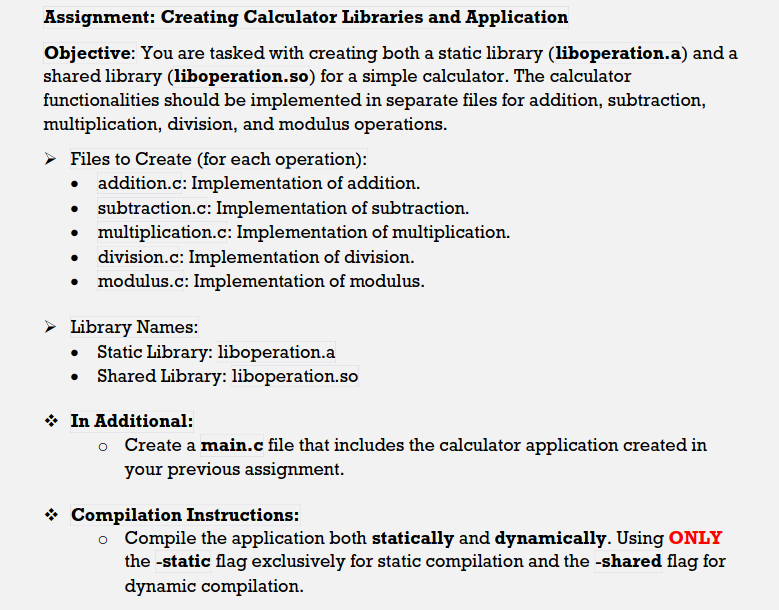 Assignment: Creating Calculator Libraries and Application
Objective: You are tasked with creating both a static library (liboperation.a) and a
shared library (liboperation.so) for a simple calculator. The calculator
functionalities should be implemented in separate files for addition, subtraction,
multiplication, division, and modulus operations.
➢ Files to Create (for each operation):
• addition.c: Implementation of addition.
• subtraction.c: Implementation of subtraction.
• multiplication.c: Implementation of multiplication.
• division.c: Implementation of division.
• modulus.c: Implementation of modulus.
➢ Library Names:
• Static Library: liboperation.a
• Shared Library: liboperation.so
❖ In Additional:
o Create a main.c file that includes the calculator application created in
your previous assignment.
❖ Compilation Instructions:
o Compile the application both statically and dynamically. Using ONLY
the -static flag exclusively for static compilation and the -shared flag for
dynamic compilation.